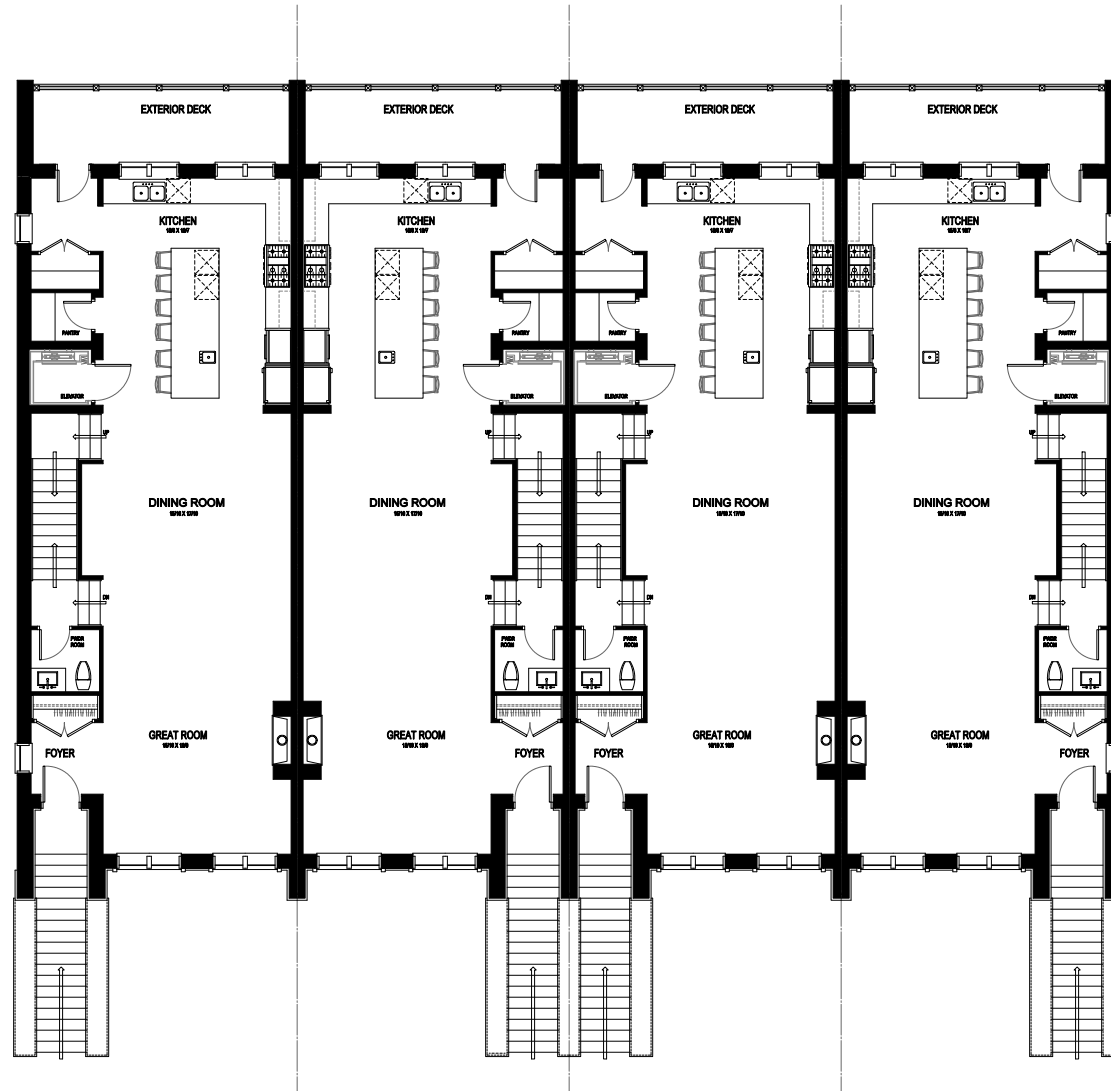 EXTERIOR DECK
EXTERIOR DECK
EXTERIOR DECK
EXTERIOR DECK
KITCHEN
KITCHEN
KITCHEN
KITCHEN
PANTRY
PANTRY
PANTRY
PANTRY
ELEVATOR
ELEVATOR
ELEVATOR
ELEVATOR
UP
UP
UP
UP
DINING ROOM
DINING ROOM
DINING ROOM
DINING ROOM
DN
DN
DN
DN
PWDR
ROOM
PWDR
ROOM
PWDR
ROOM
PWDR
ROOM
GREAT ROOM
GREAT ROOM
GREAT ROOM
GREAT ROOM
FOYER
FOYER
FOYER
FOYER